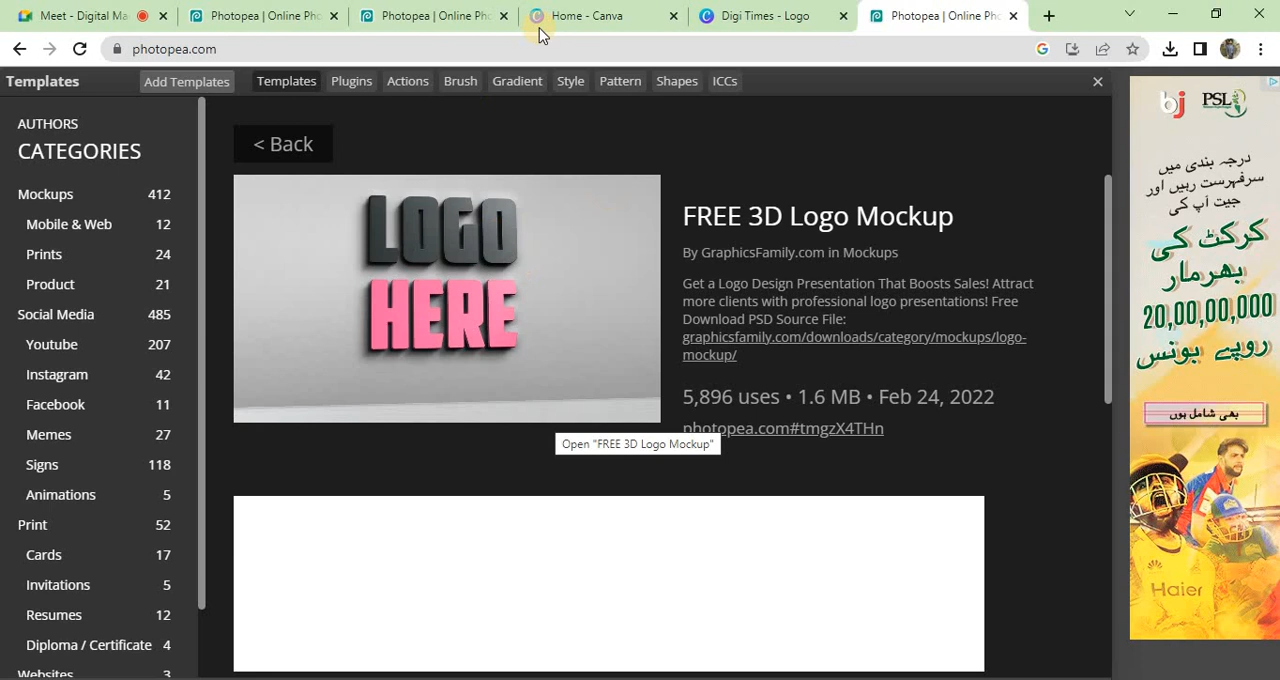 Meet - Digital Ma
Photopea | Online Pho
Photopea | Online Pho
Home - Canva
Digi Times - Logo
Photopea | Online Pho
photopea.com
Templates
Add Templates
Templates
Plugins
Actions
Brush
Gradient
Style
Pattern
Shapes
ICCs
AUTHORS
CATEGORIES
Mockups 412
Mobile & Web 12
Prints 24
Product 21
Social Media 485
Youtube 207
Instagram 42
Facebook 11
Memes 27
Signs 118
Animations 5
Print 52
Cards 17
Invitations 5
Resumes 12
Diploma / Certificate 4
Websites 3
< Back
LOGO
HERE
FREE 3D Logo Mockup
By GraphicsFamily.com in Mockups
Get a Logo Design Presentation That Boosts Sales! Attract
more clients with professional logo presentations! Free
Download PSD Source File:
graphicsfamily.com/downloads/category/mockups/logo-
mockup/
5,896 uses • 1.6 MB • Feb 24, 2022
photopea.com#tmgzX4THn
Open "FREE 3D Logo Mockup"
bj PSL
درجہ بندی میں
سرفہرست رہیں اور
جیت آپ کی
کرکٹ کی
بھرمار
20,00,00,000
روپے بونس
ابھی شامل ہوں
Haier